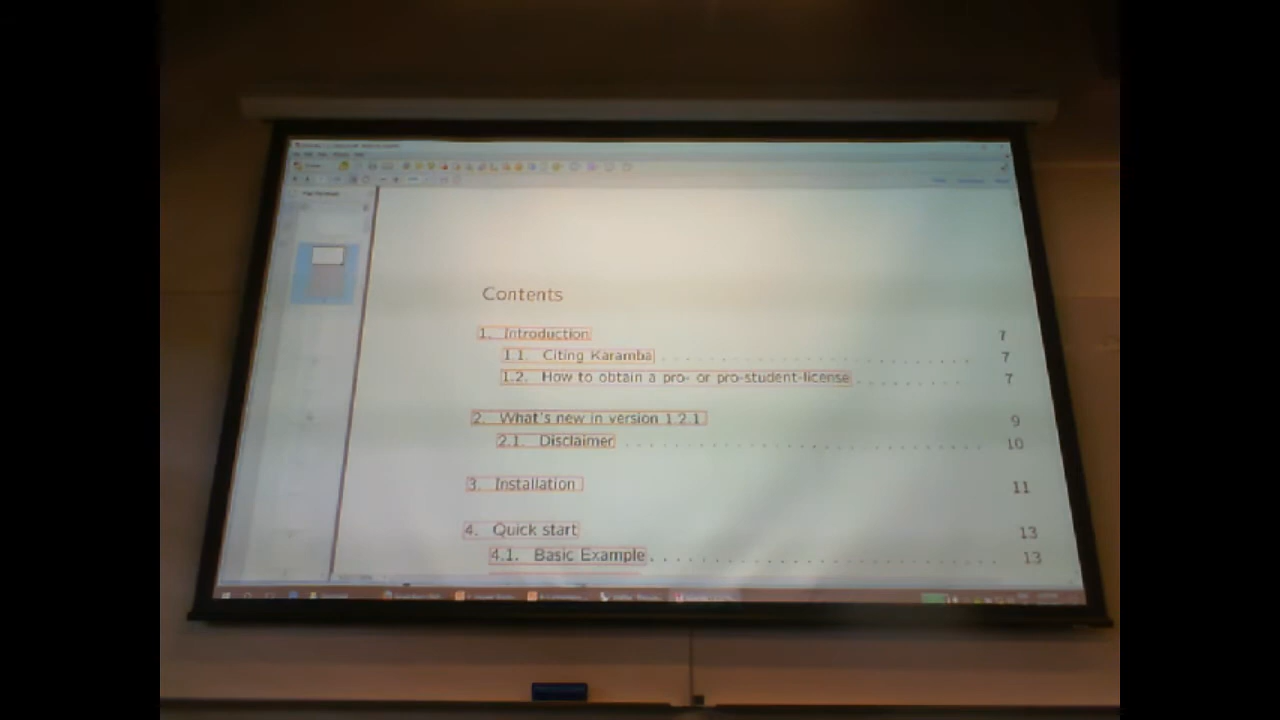 Contents
1. Introduction 7
1.1. Citing Karamba . . . . . . . . . . . . . . . . . . . . . . 7
1.2. How to obtain a pro- or pro-student-license . . . . . . . . 7
2. What's new in version 1.2.1 9
2.1. Disclaimer . . . . . . . . . . . . . . . . . . . . . . . . . 10
3. Installation 11
4. Quick start 13
4.1. Basic Example . . . . . . . . . . . . . . . . . . . . . . . 13